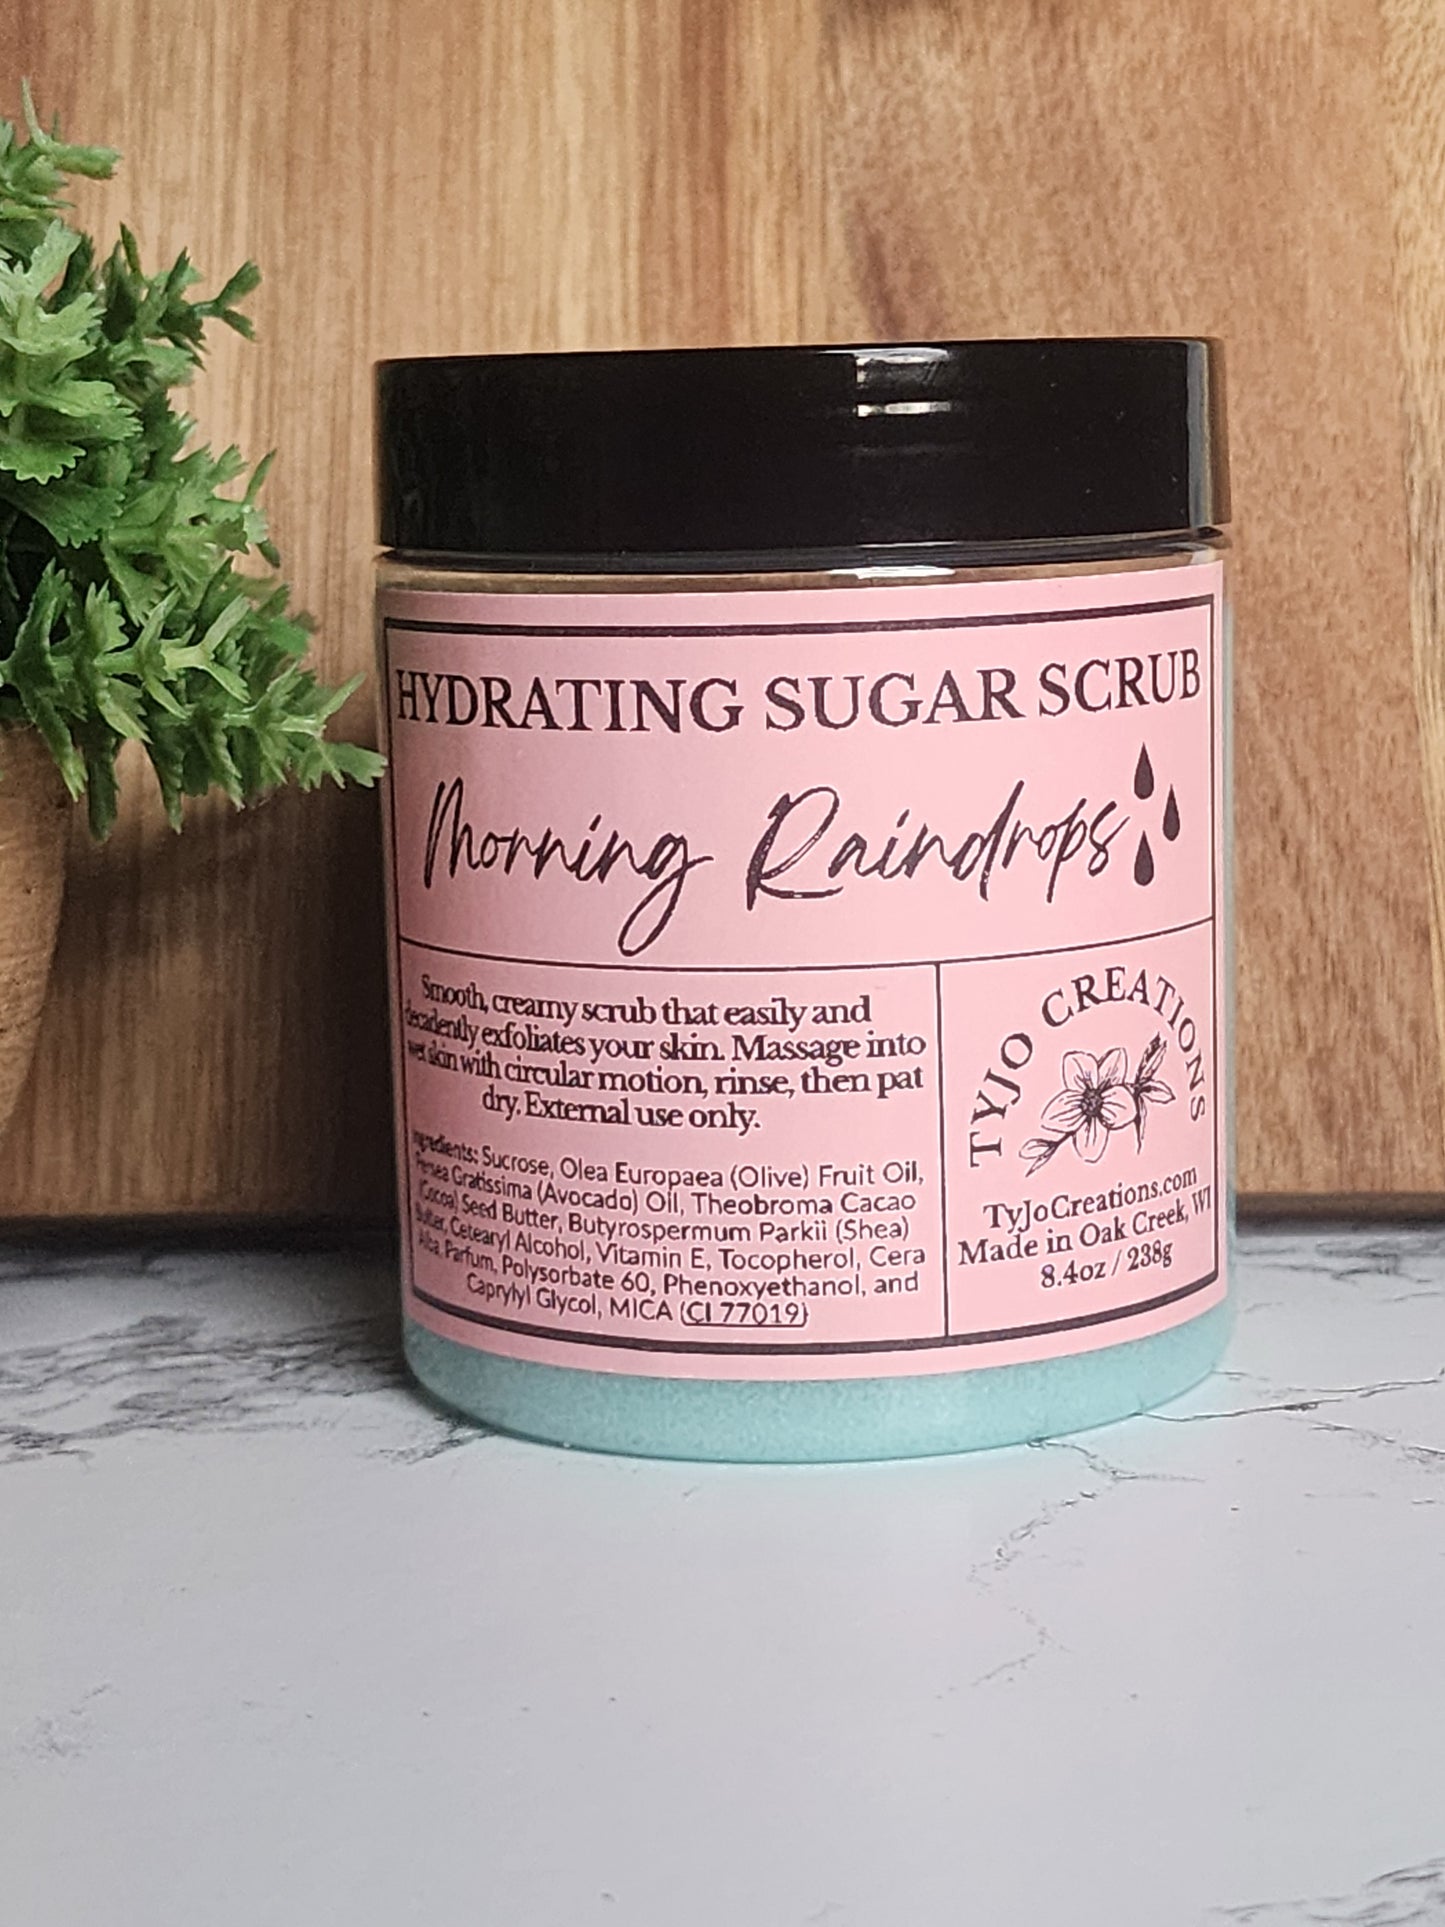 HYDRATING SUGAR SCRUB
Morning Raindrops
Smooth, creamy scrub that easily and
decadently exfoliates your skin. Massage into
wet skin with circular motion, rinse, then pat
dry. External use only.
Ingredients: Sucrose, Olea Europaea (Olive) Fruit Oil,
Persea Gratissima (Avocado) Oil, Theobroma Cacao
(Cocoa) Seed Butter, Butyrospermum Parkii (Shea)
Butter, Cetearyl Alcohol, Vitamin E, Tocopherol, Cera
Alba, Parfum, Polysorbate 60, Phenoxyethanol, and
Caprylyl Glycol, MICA (CI 77019)
TYJO CREATIONS
TyJoCreations.com
Made in Oak Creek, WI
8.4oz / 238g